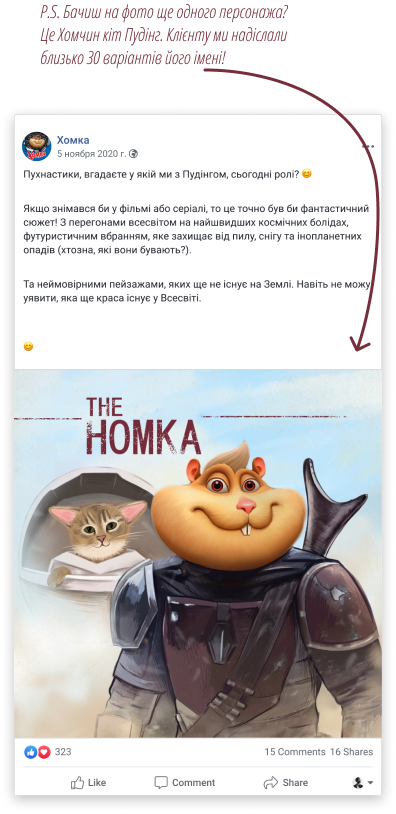 P.S. Бачиш на фото ще одного персонажа?
Це Хомчин кіт Пудінг. Клієнту ми надіслали
близько 30 варіантів його імені!
Хомка
5 ноября 2020 г.
Пухнастики, вгадаєте у якій ми з Пудінгом, сьогодні ролі? 😊
Якщо знімався би у фільмі або серіалі, то це точно був би фантастичний
сюжет! З перегонами всесвітом на найшвидших космічних болідах,
футуристичним вбранням, яке захищає від пилу, снігу та інопланетних
опадів (хтозна, які вони бувають?).
Та неймовірними пейзажами, яких ще не існує на Землі. Навіть не можу
уявити, яка ще краса існує у Всесвіті.
😊
THE
HOMKA
323 15 Comments 16 Shares
Like Comment Share